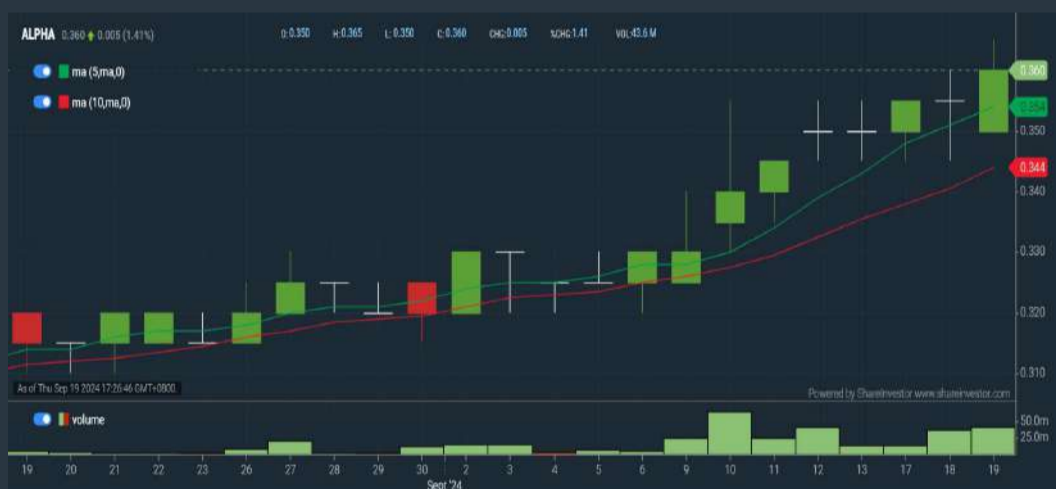 ALPHA 0.360 0.005 (1.41%) O:0.350 H:0.365 L:0.350 C:0.360 CHG:0.005 %CHG:1.41 VOL:43.6 M
ma (5,ma,0)
ma (10,ma,0)
0.360
0.354
0.350
0.344
0.340
0.330
0.320
0.310
As of Thu Sep 19 2024 17:26:46 GMT+0800.
Powered by ShareInvestor www.shareinvestor.com
volume
50.0m
25.0m
19 20 21 22 23 26 27 28 29 30 2 3 4 5 6 9 10 11 12 13 17 18 19
Sept '24